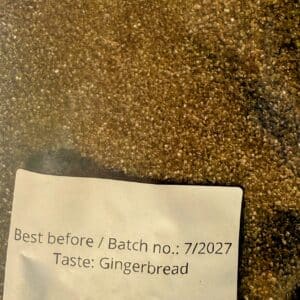 Best before / Batch no.: 7/2027
Taste: Gingerbread